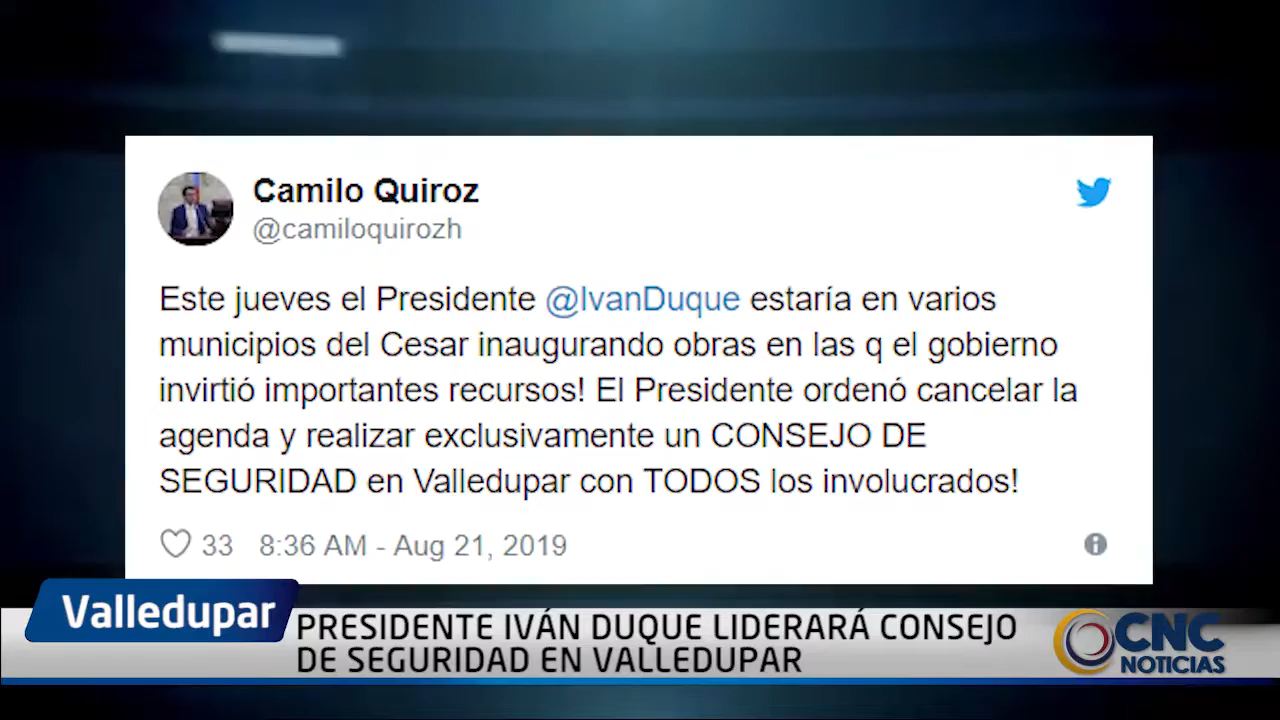 Camilo Quiroz
@camiloquirozh
Este jueves el Presidente @IvanDuque estaría en varios
municipios del Cesar inaugurando obras en las q el gobierno
invirtió importantes recursos! El Presidente ordenó cancelar la
agenda y realizar exclusivamente un CONSEJO DE
SEGURIDAD en Valledupar con TODOS los involucrados!
33 8:36 AM - Aug 21, 2019
Valledupar
PRESIDENTE IVÁN DUQUE LIDERARÁ CONSEJO
DE SEGURIDAD EN VALLEDUPAR
CNC
NOTICIAS